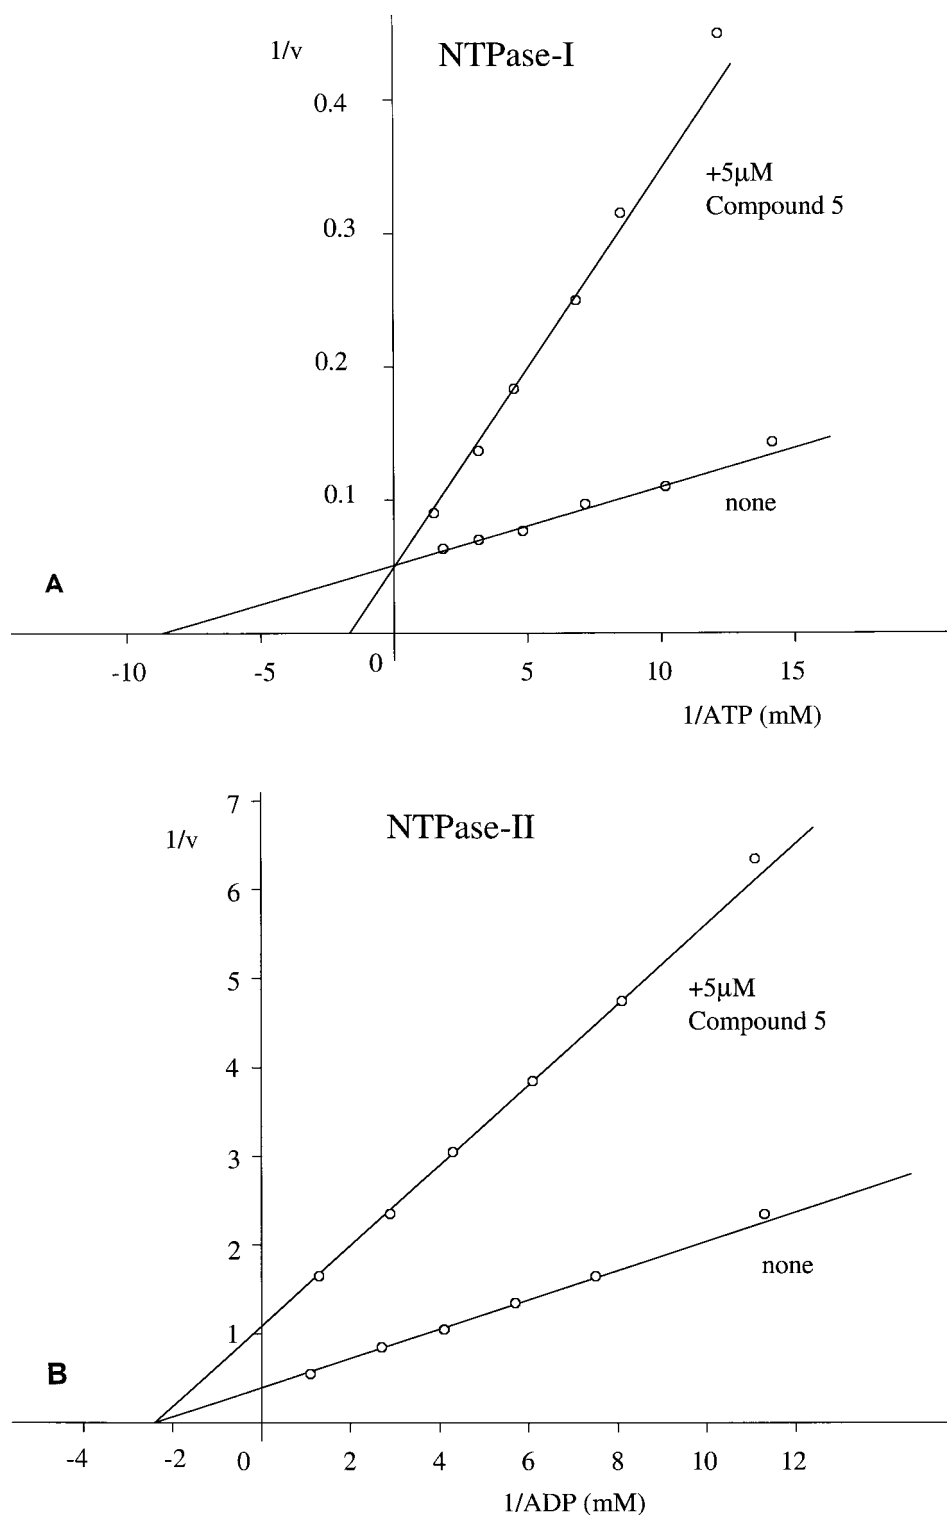 1/v
NTPase-I
0.4
+5μM
Compound 5
0.3
0.2
0.1
none
A
-10
-5
0
5
10
15
1/ATP (mM)
7
1/v
NTPase-II
6
5
+5μM
Compound 5
4
3
2
none
1
B
-4
-2
0
2
4
6
8
10
12
1/ADP (mM)